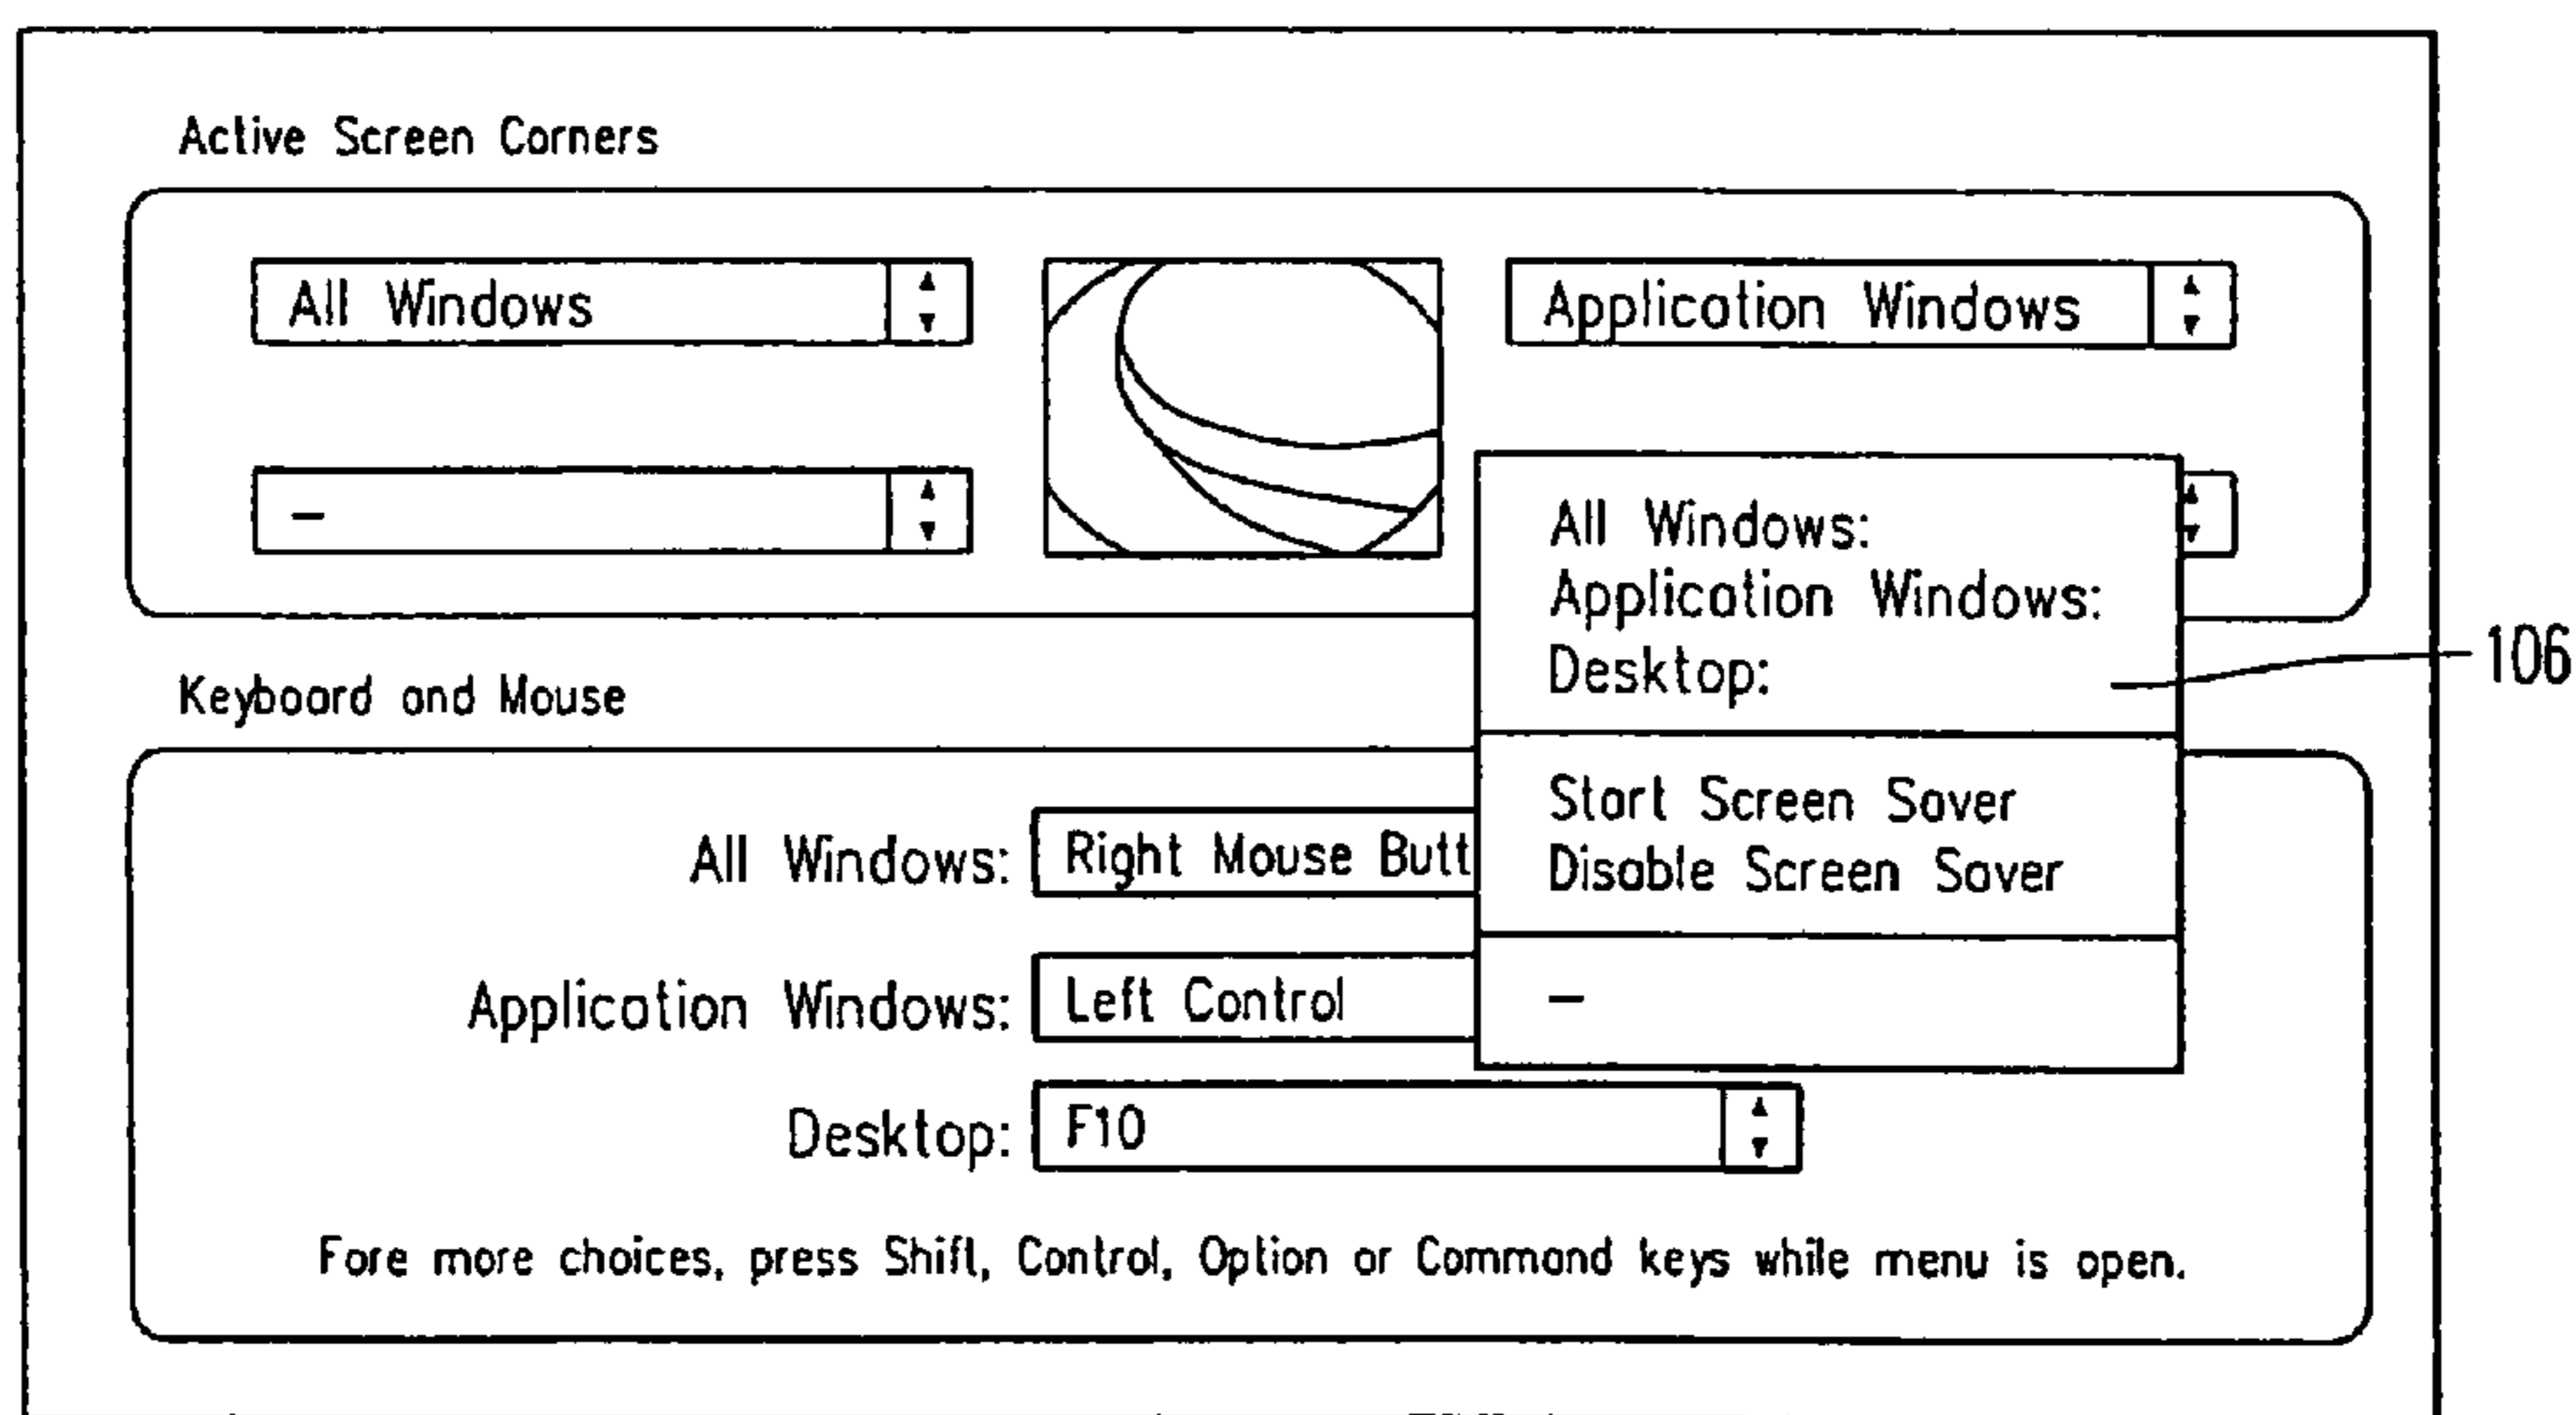 Active Screen Corners
All Windows
Application Windows
–
All Windows:
Application Windows:
Desktop:
106
Start Screen Saver
Disable Screen Saver
–
Keyboard and Mouse
All Windows: Right Mouse Butt
Application Windows: Left Control
Desktop: F10
Fore more choices, press Shift, Control, Option or Command keys while menu is open.